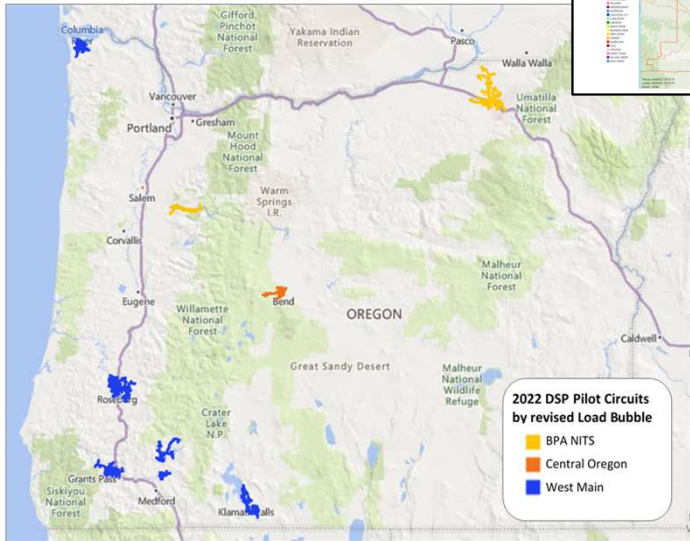 Gifford
Pinchot
National
Forest
Yakama Indian
Reservation
Columbia
River
Pasco
Walla Walla
Vancouver
Portland
Gresham
Umatilla
National
Forest
Mount
Hood
National
Forest
Salem
Warm
Springs
I.R.
Corvallis
Malheur
National
Forest
Eugene
Bend
Willamette
National
Forest
OREGON
Caldwell
Great Sandy Desert
Malheur
National
Wildlife
Refuge
Roseburg
Crater
Lake
N.P.
Grants Pass
Siskiyou
National
Forest
Medford
Klamath Falls
2022 DSP Pilot Circuits
by revised Load Bubble
BPA NITS
Central Oregon
West Main